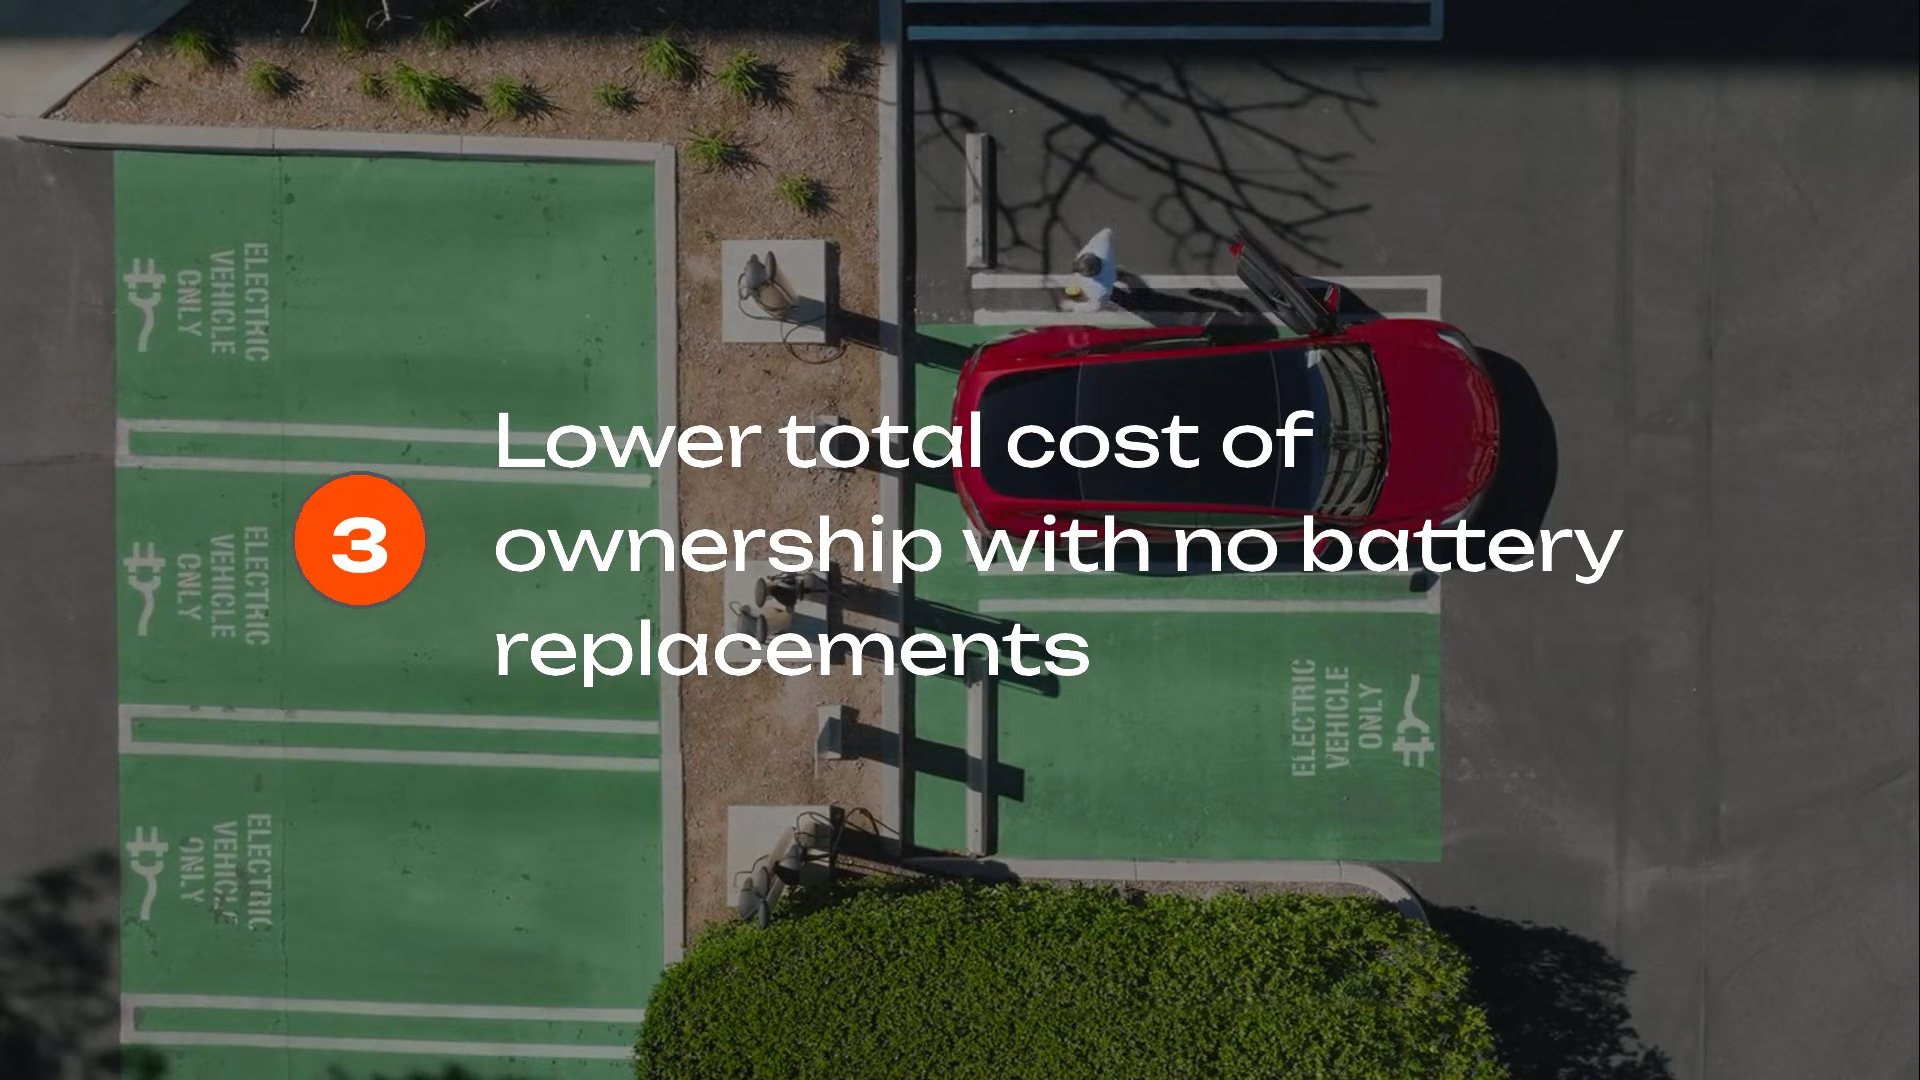 3
Lower total cost of
ownership with no battery
replacements
ELECTRIC
VEHICLE
ONLY
ELECTRIC
VEHICLE
ONLY
ELECTRIC
VEHICLE
ONLY
ELECTRIC
VEHICLE
ONLY